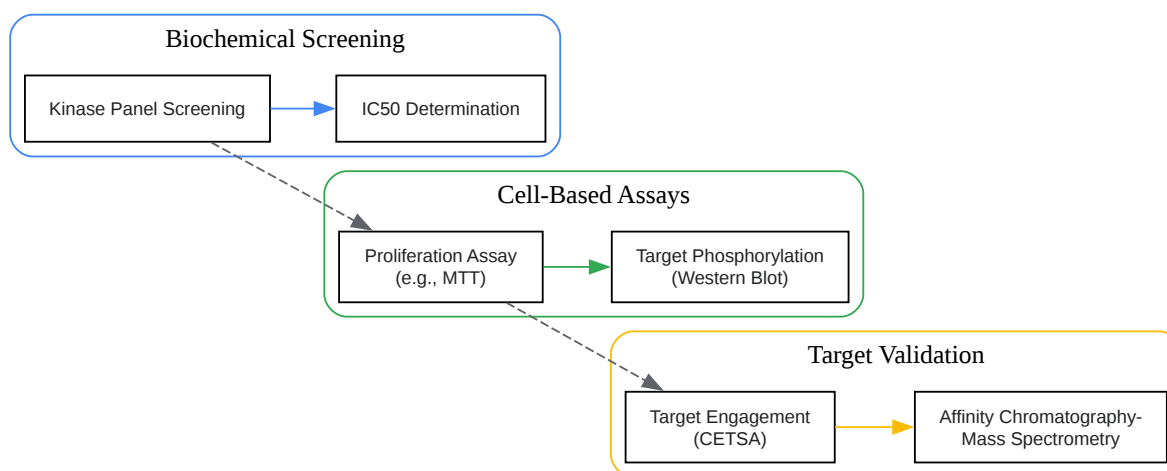 Biochemical Screening
Kinase Panel Screening
IC50 Determination
Cell-Based Assays
Proliferation Assay
(e.g., MTT)
Target Phosphorylation
(Western Blot)
Target Validation
Target Engagement
(CETSA)
Affinity Chromatography-
Mass Spectrometry